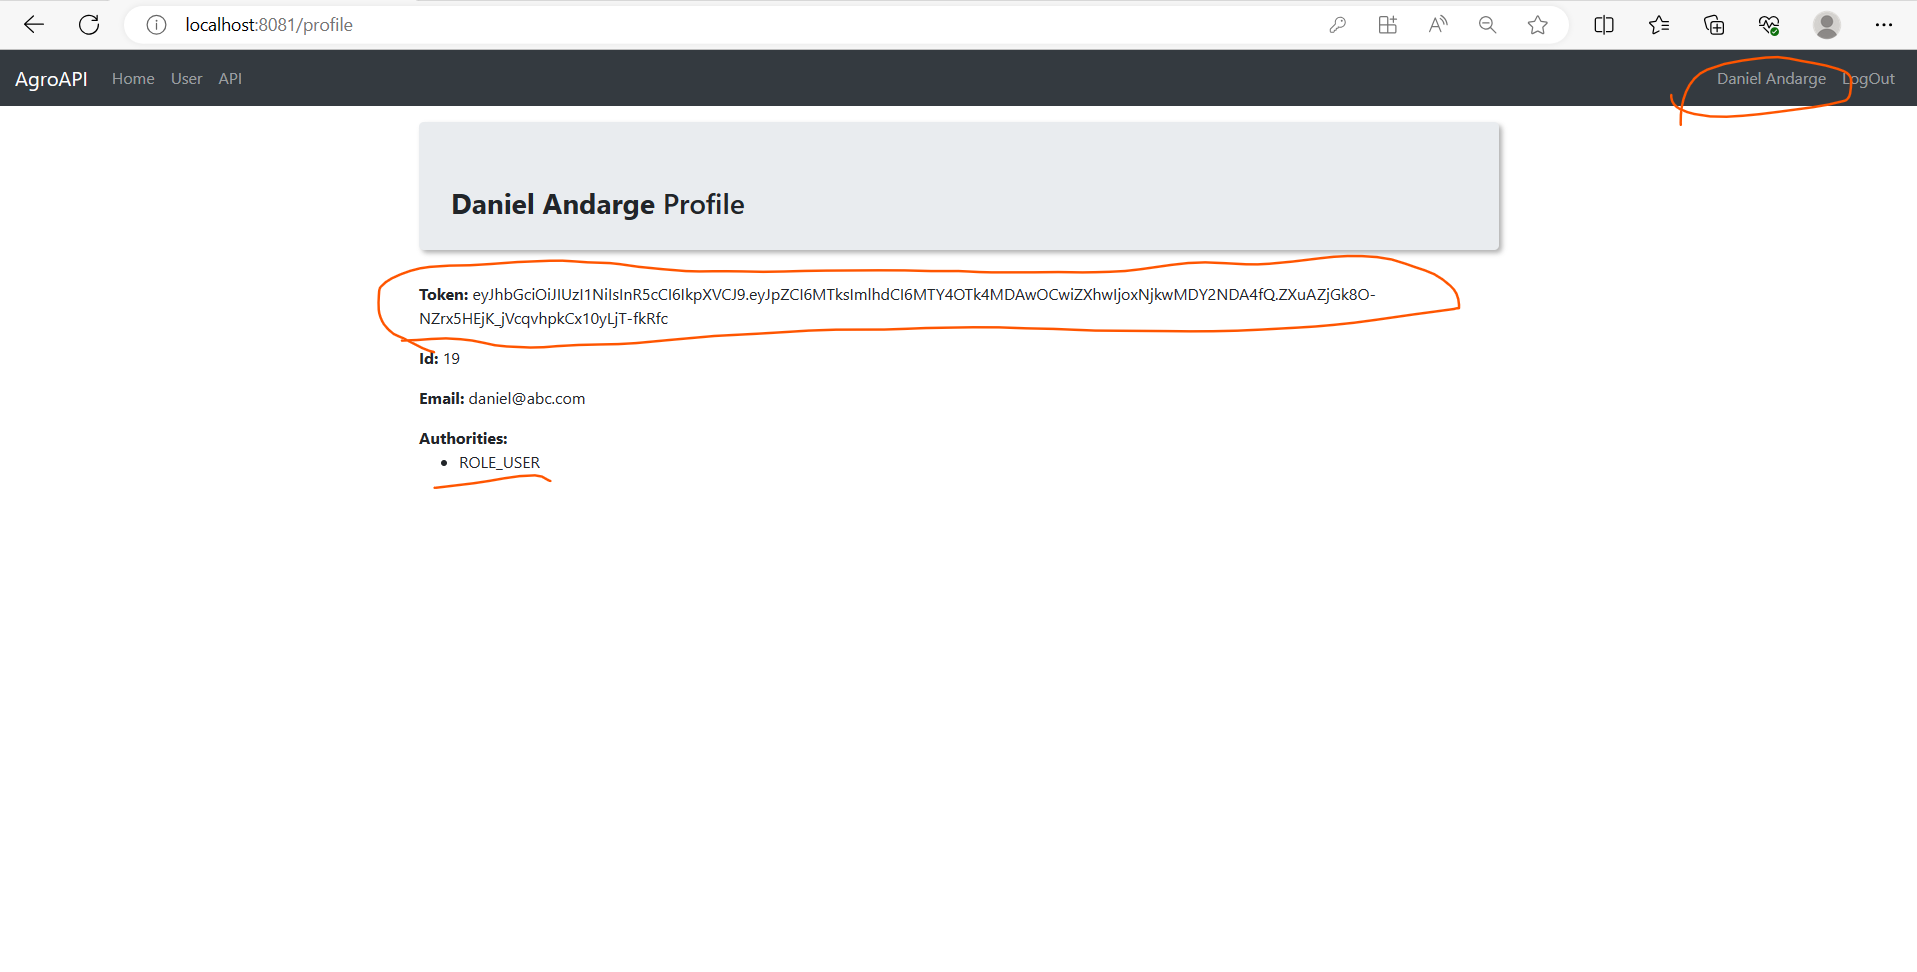 localhost:8081/profile
AgroAPI Home User API Daniel Andarge LogOut
Daniel Andarge Profile
Token: eyJhbGciOiJIUzI1NiIsInR5cCI6IkpXVCJ9.eyJpZCI6MTksImlhdCI6MTY4OTk4MDAwOCwiZXhwIjoxNjkwMDY2NDA4fQ.ZXuAZjGk8O-
NZrx5HEjK_jVcqvhpkCx10yLjT-fkRfc
Id: 19
Email: daniel@abc.com
Authorities:
• ROLE_USER